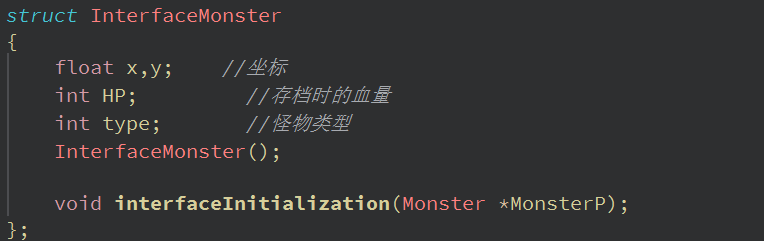 struct InterfaceMonster
{
    float x,y;    //坐标
    int HP;         //存档时的血量
    int type;       //怪物类型
    InterfaceMonster();

    void interfaceInitialization(Monster *MonsterP);
};